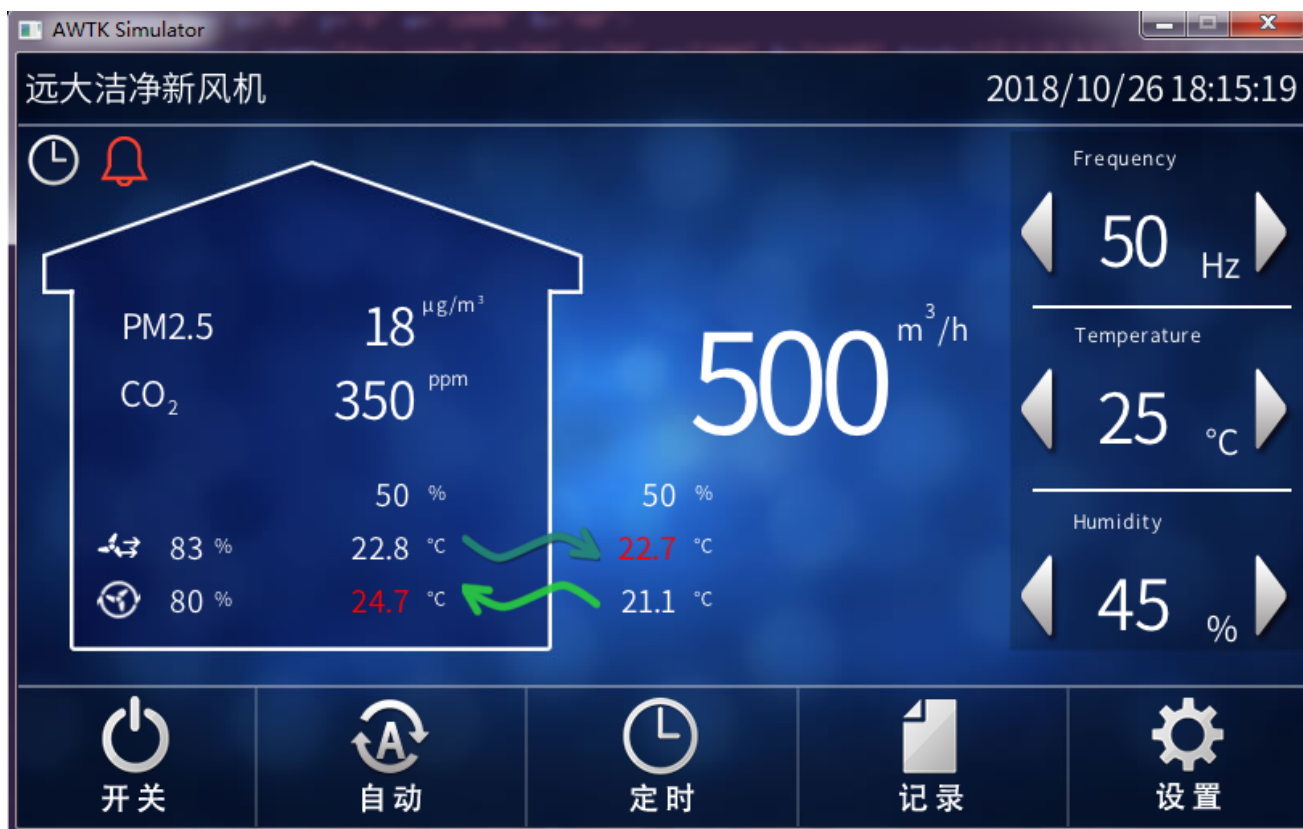 AWTK Simulator
远大洁净新风机
2018/10/26 18:15:19
Frequency
50 Hz
PM2.5 18 µg/m³
CO₂ 350 ppm
500 m³/h
Temperature
25 °C
50 % 50 %
83 % 22.8 °C 22.7 °C
80 % 24.7 °C 21.1 °C
Humidity
45 %
A
开关 自动 定时 记录 设置